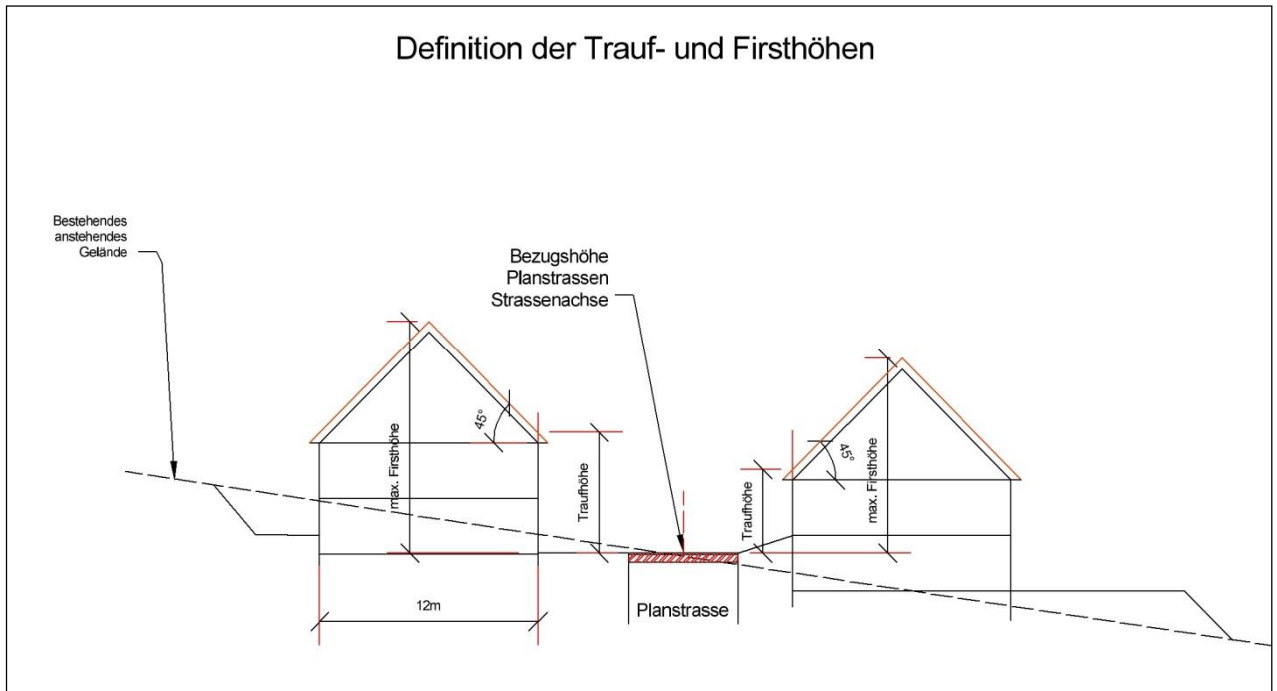 Definition der Trauf- und Firsthöhen
Bestehendes
anstehendes
Gelände
Bezugshöhe
Planstrassen
Strassenachse
max. Firsthöhe
45°
Traufhöhe
Traufhöhe
45°
max. Firsthöhe
12m
Planstrasse